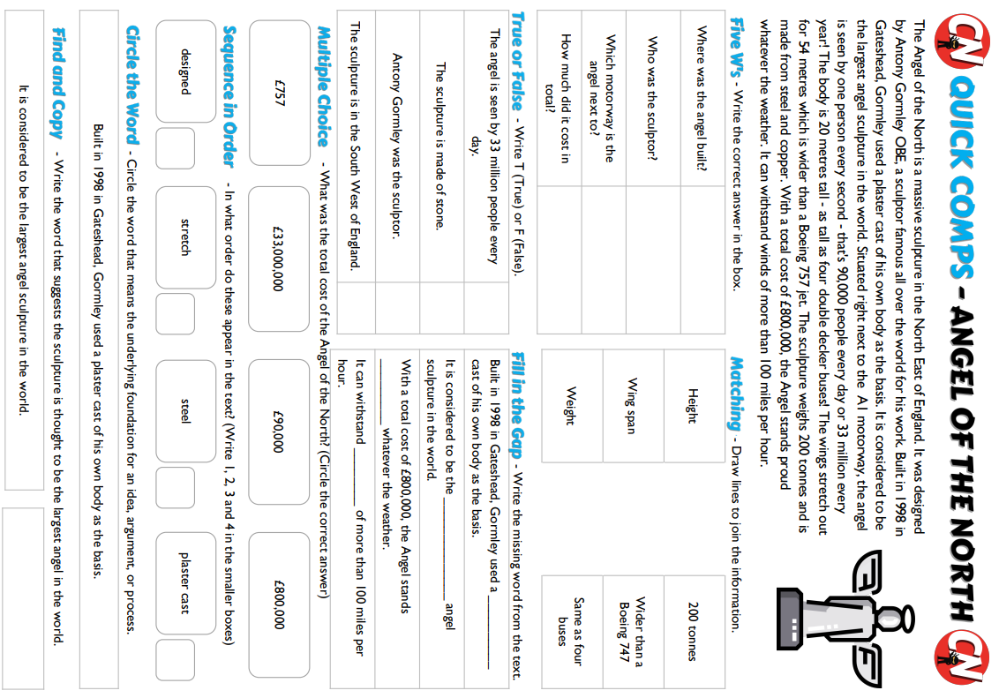 CN QUICK COMPS - ANGEL OF THE NORTH CN
The Angel of the North is a massive sculpture in the North East of England. It was designed
by Antony Gormley OBE, a sculptor famous all over the world for his work. Built in 1998 in
Gateshead, Gormley used a plaster cast of his own body as the basis. It is considered to be
the largest angel sculpture in the world. Situated right next to the A1 motorway, the angel
is seen by one person every second - that's 90,000 people every day or 33 million every
year! The body is 20 metres tall - as tall as four double decker buses! The wings stretch out
for 54 metres which is wider than a Boeing 757 jet. The sculpture weighs 200 tonnes and is
made from steel and copper. With a total cost of £800,000, the Angel stands proud
whatever the weather. It can withstand winds of more than 100 miles per hour.
Five W's - Write the correct answer in the box.
Where was the angel built?
Who was the sculptor?
Which motorway is the
angel next to?
How much did it cost in
total?
Matching - Draw lines to join the information.
Height
200 tonnes
Wing span
Wider than a
Boeing 747
Weight
Same as four
buses
True or False - Write T (True) or F (False).
The angel is seen by 33 million people every
day.
The sculpture is made of stone.
Antony Gormley was the sculptor.
The sculpture is in the South West of England.
Fill in the Gap - Write the missing word from the text.
Built in 1998 in Gateshead, Gormley used a ____________
cast of his own body as the basis.
It is considered to be the ________________ angel
sculpture in the world.
With a total cost of £800,000, the Angel stands
__________ whatever the weather.
It can withstand _________ of more than 100 miles per
hour.
Multiple Choice - What was the total cost of the Angel of the North? (Circle the correct answer)
£757
£33,000,000
£90,000
£800,000
Sequence in Order - In what order do these appear in the text? (Write 1, 2, 3 and 4 in the smaller boxes)
designed
stretch
steel
plaster cast
Circle the Word - Circle the word that means the underlying foundation for an idea, argument, or process.
Built in 1998 in Gateshead, Gormley used a plaster cast of his own body as the basis.
Find and Copy - Write the word that suggests the sculpture is thought to be the largest angel in the world.
It is considered to be the largest angel sculpture in the world.